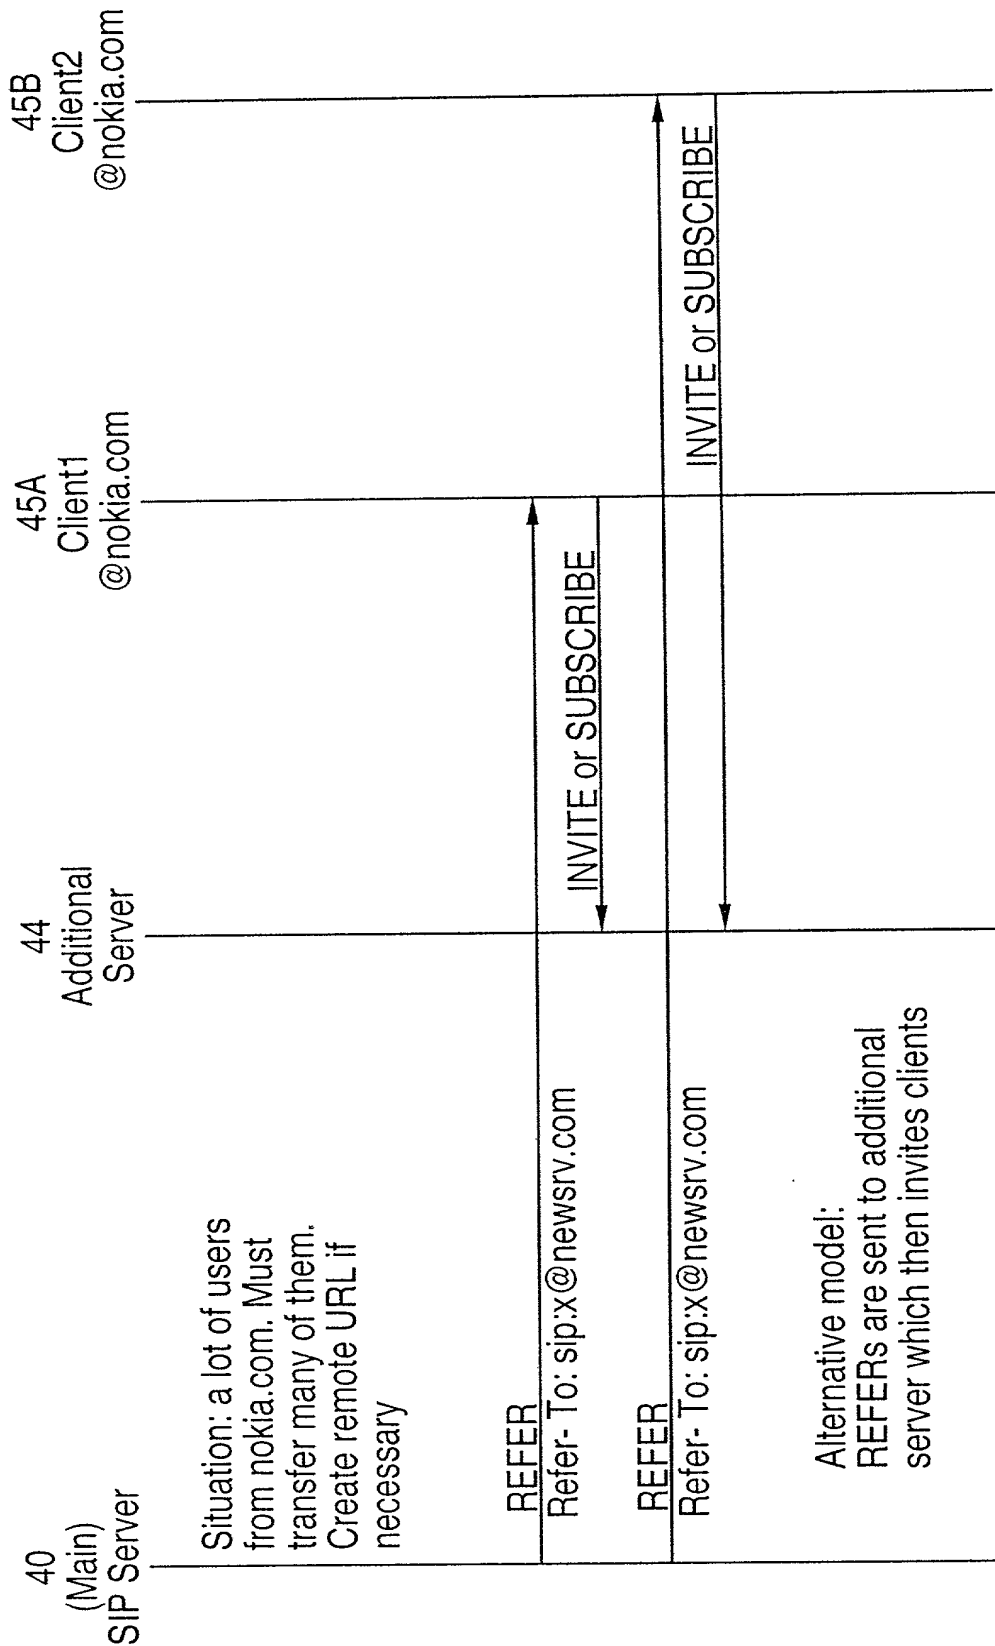 40
(Main)
SIP Server
44
Additional
Server
45A
Client1
@nokia.com
45B
Client2
@nokia.com
Situation: a lot of users
from nokia.com. Must
transfer many of them.
Create remote URL if
necessary
REFER
Refer- To: sip:x@newsrv.com
INVITE or SUBSCRIBE
REFER
Refer- To: sip:x@newsrv.com
INVITE or SUBSCRIBE
Alternative model:
REFERs are sent to additional
server which then invites clients